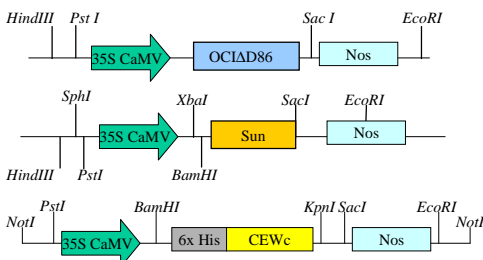 HindIII Pst I Sac I EcoRI
35S CaMV OCIΔD86 Nos
SphI XbaI SacI EcoRI
35S CaMV Sun Nos
HindIII PstI BamHI
NotI PstI BamHI KpnI SacI EcoRI NotI
35S CaMV 6x His CEWc Nos